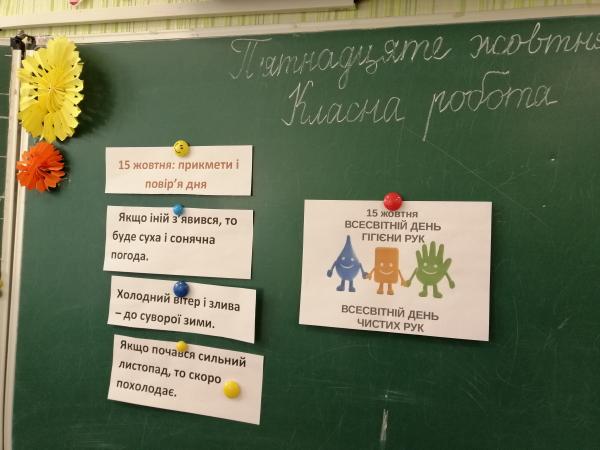 П'ятнадцяте жовтня
Класна робота
15 жовтня: прикмети і
повір'я дня
Якщо іній з'явився, то
буде суха і сонячна
погода.
Холодний вітер і злива
– до суворої зими.
Якщо почався сильний
листопад, то скоро
похолодає.
15 жовтня
ВСЕСВІТНІЙ ДЕНЬ
ГІГІЄНИ РУК
ВСЕСВІТНІЙ ДЕНЬ
ЧИСТИХ РУК